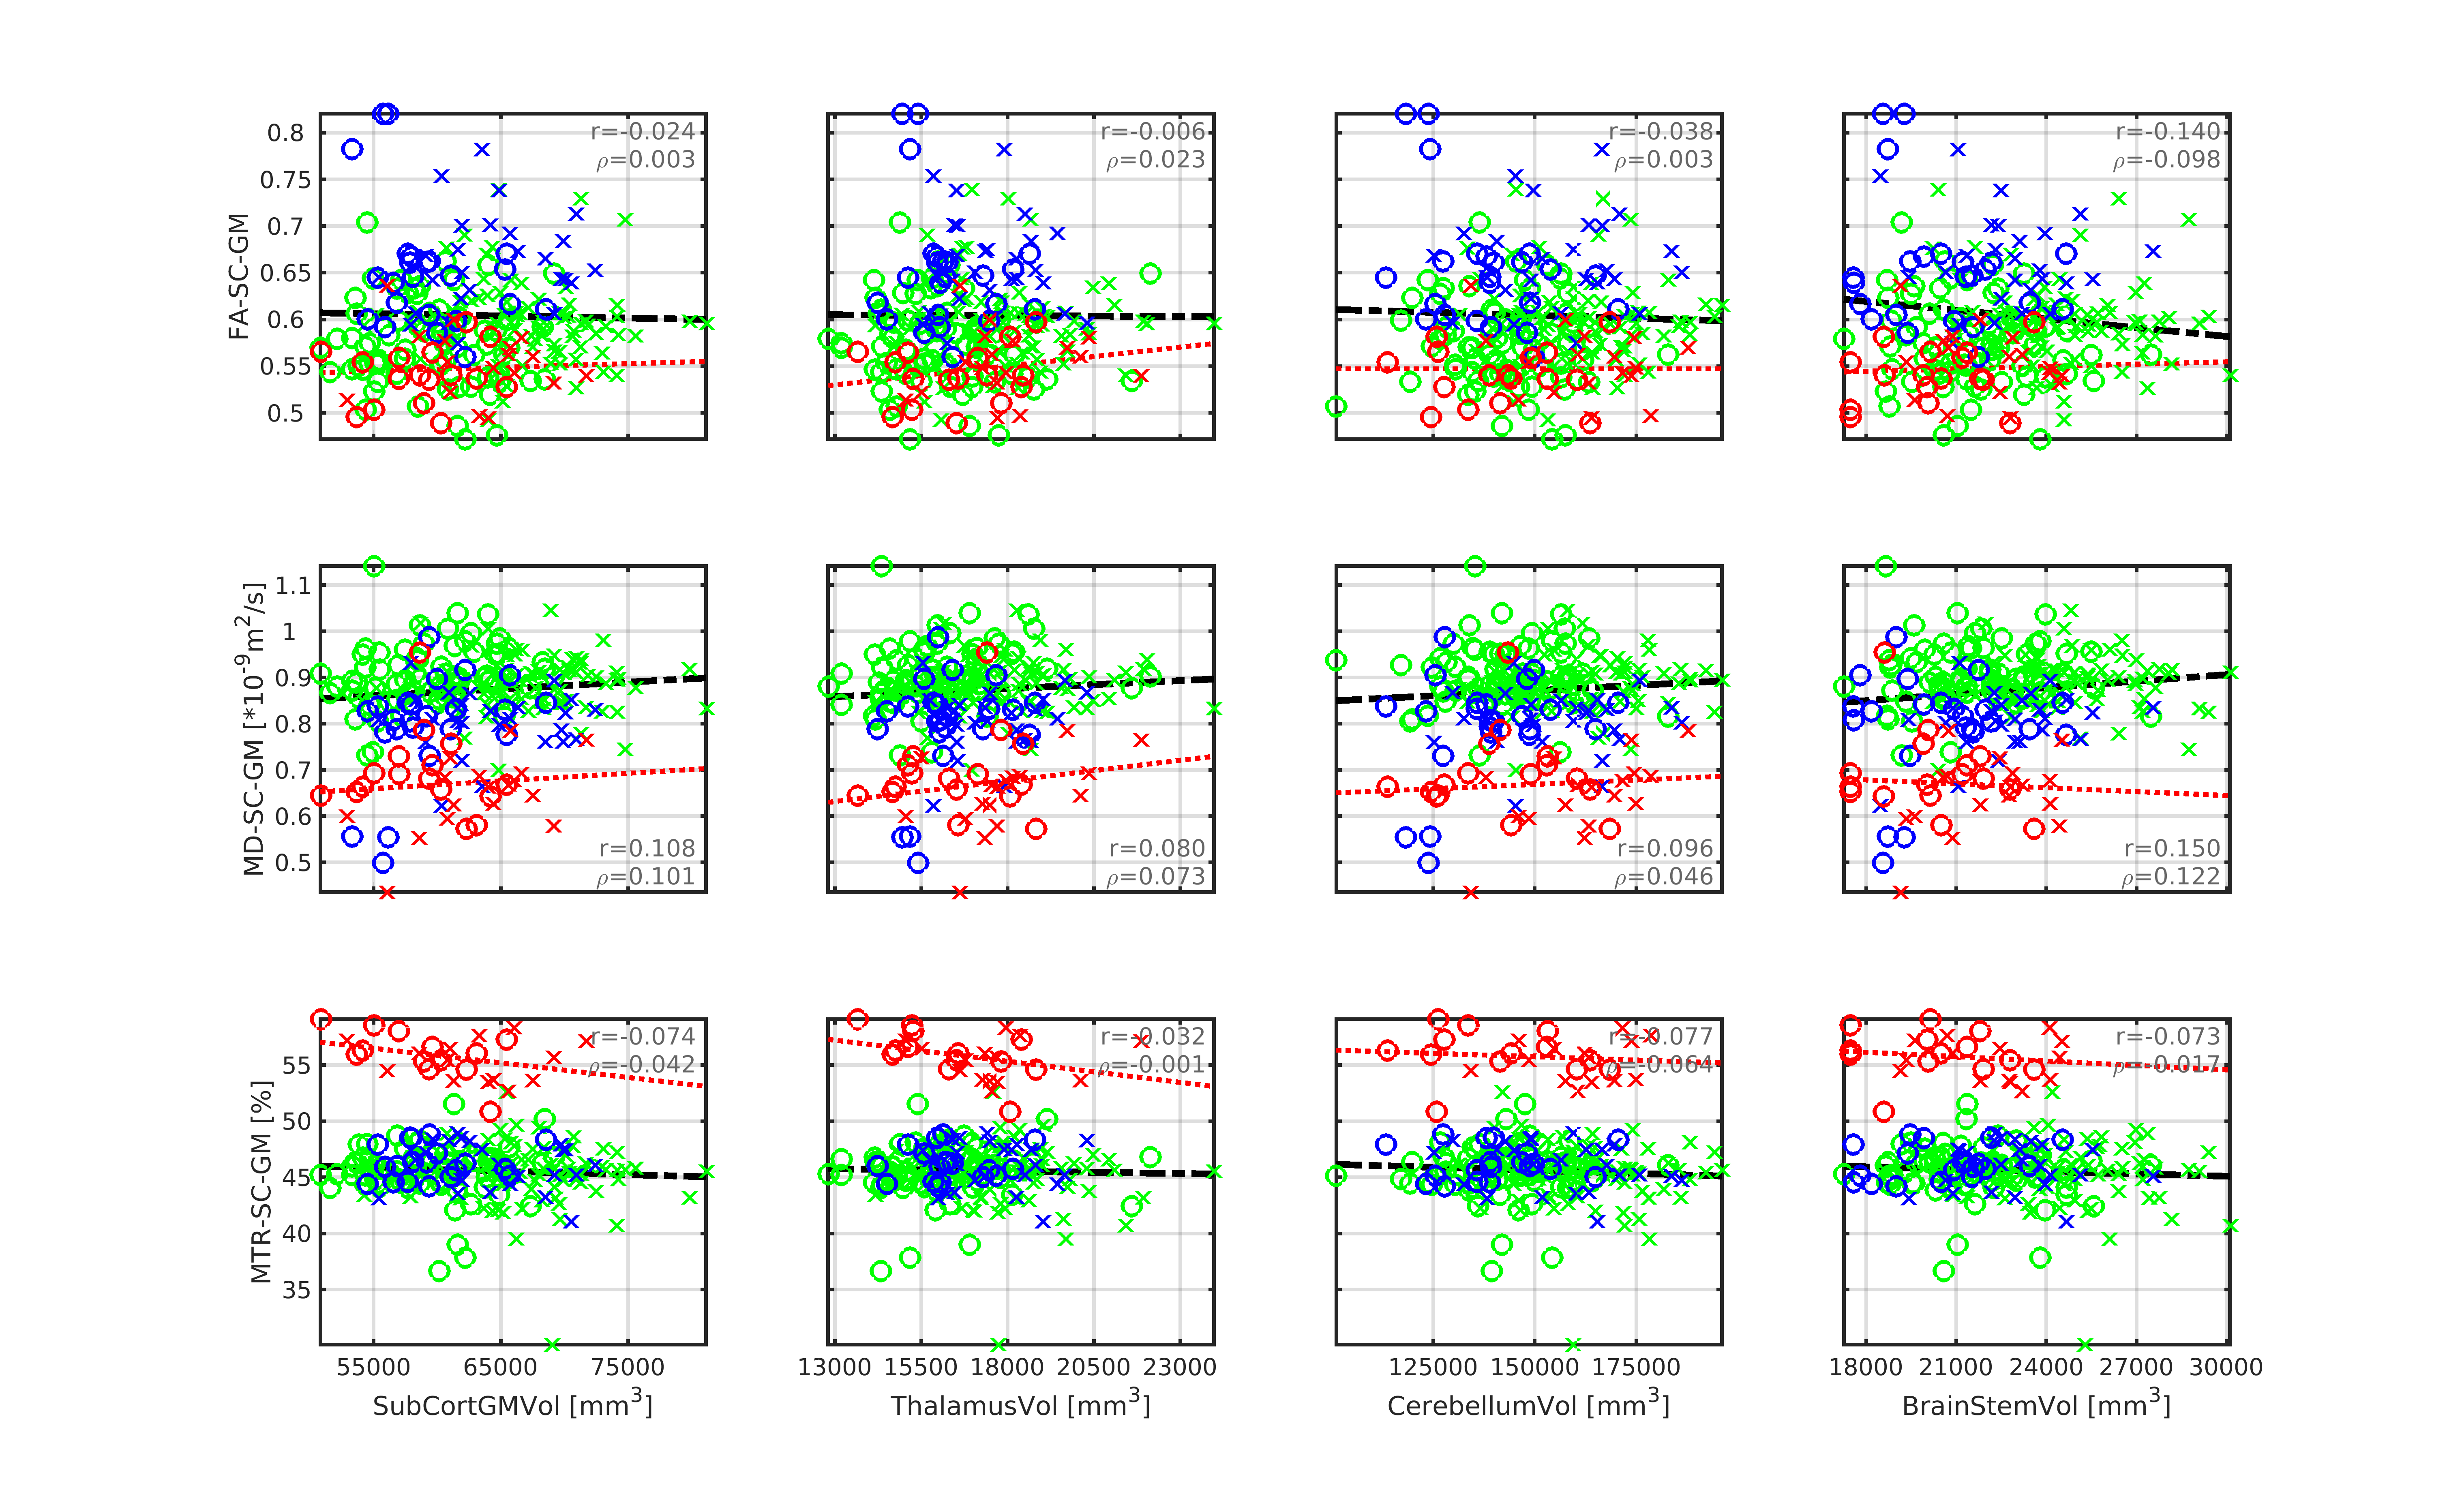 FA-SC-GM
0.8
0.75
0.7
0.65
0.6
0.55
0.5
r=-0.024
ρ=0.003
r=-0.006
ρ=0.023
r=-0.038
ρ=0.003
r=-0.140
ρ=-0.098
MD-SC-GM [*10^-9 m^2/s]
1.1
1
0.9
0.8
0.7
0.6
0.5
r=0.108
ρ=0.101
r=0.080
ρ=0.073
r=0.096
ρ=0.046
r=0.150
ρ=0.122
MTR-SC-GM [%]
55
50
45
40
35
r=-0.074
ρ=-0.042
r=-0.032
ρ=-0.001
r=-0.077
ρ=-0.064
r=-0.073
ρ=-0.017
55000 65000 75000
13000 15500 18000 20500 23000
125000 150000 175000
18000 21000 24000 27000 30000
SubCortGMVol [mm^3]
ThalamusVol [mm^3]
CerebellumVol [mm^3]
BrainStemVol [mm^3]